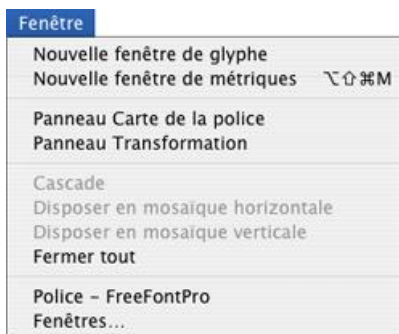 Fenêtre
Nouvelle fenêtre de glyphe
Nouvelle fenêtre de métriques ⌥⇧⌘M
Panneau Carte de la police
Panneau Transformation
Cascade
Disposer en mosaïque horizontale
Disposer en mosaïque verticale
Fermer tout
Police – FreeFontPro
Fenêtres...